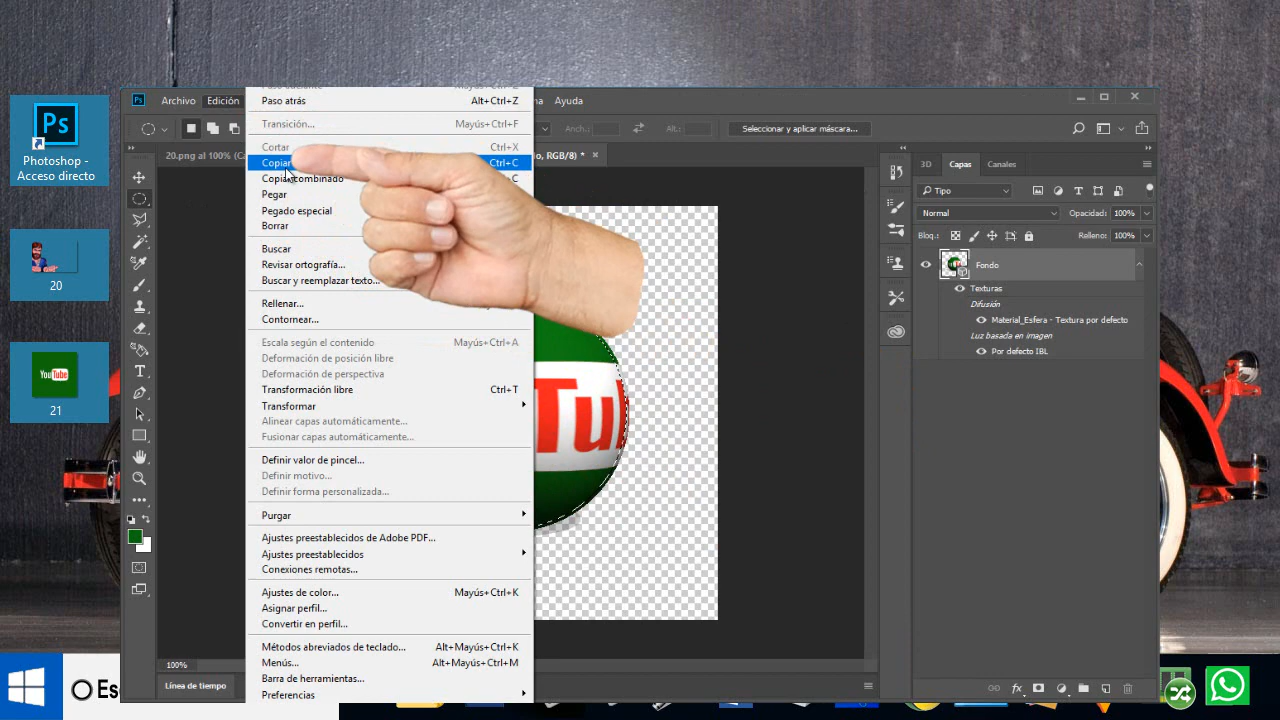 Photoshop -
Acceso directo
20
YouTube
21
Ps
Archivo
Edición
Ayuda
Anch.:
Alt.:
Seleccionar y aplicar máscara...
20.png al 100%
RGB/8) *
Paso atrás Alt+Ctrl+Z
Transición... Mayús+Ctrl+F
Cortar Ctrl+X
Copiar Ctrl+C
Copiar combinado
Pegar
Pegado especial
Borrar
Buscar
Revisar ortografía...
Buscar y reemplazar texto...
Rellenar...
Contornear...
Escala según el contenido Mayús+Ctrl+A
Deformación de posición libre
Deformación de perspectiva
Transformación libre Ctrl+T
Transformar
Alinear capas automáticamente...
Fusionar capas automáticamente...
Definir valor de pincel...
Definir motivo...
Definir forma personalizada...
Purgar
Ajustes preestablecidos de Adobe PDF...
Ajustes preestablecidos
Conexiones remotas...
Ajustes de color... Mayús+Ctrl+K
Asignar perfil...
Convertir en perfil...
Métodos abreviados de teclado... Alt+Mayús+Ctrl+K
Menús... Alt+Mayús+Ctrl+M
Barra de herramientas...
Preferencias
100%
Línea de tiempo
3D Capas Canales
Tipo
Normal Opacidad: 100%
Bloq.: Relleno: 100%
Fondo
Texturas
Difusión
Material_Esfera - Textura por defecto
Luz basada en imagen
Por defecto IBL
fx